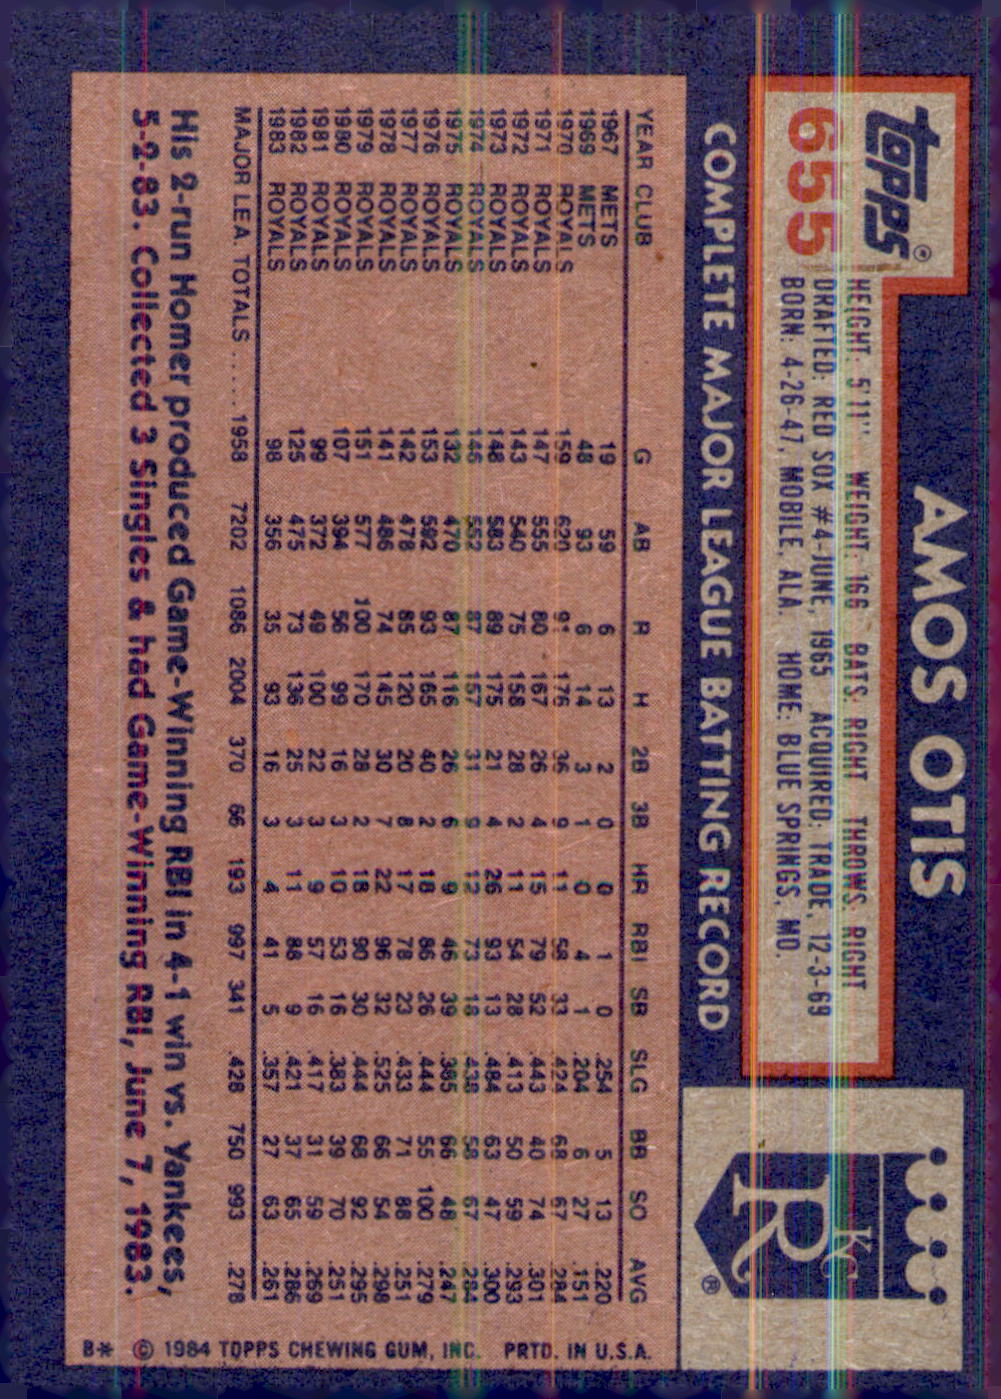 AMOS OTIS
topps®
655
HEIGHT: 5'11" WEIGHT: 166 BATS: RIGHT THROWS: RIGHT
DRAFTED: RED SOX #4-JUNE, 1965 ACQUIRED: TRADE, 12-3-69
BORN: 4-26-47, MOBILE, ALA. HOME: BLUE SPRINGS, MO.
KC
R®
COMPLETE MAJOR LEAGUE BATTING RECORD
YEAR CLUB G AB R H 2B 3B HR RBI SB SLG BB SO AVG
1967 METS 19 59 6 13 2 0 0 1 0 .254 5 13 .220
1969 METS 48 93 6 14 3 1 0 4 1 .204 6 27 .151
1970 ROYALS 159 620 91 176 36 9 11 58 33 .424 68 67 .284
1971 ROYALS 147 555 80 167 26 4 15 79 52 .443 40 74 .301
1972 ROYALS 143 540 75 158 28 2 11 54 28 .413 50 59 .293
1973 ROYALS 148 583 89 175 21 4 26 93 13 .484 63 47 .300
1974 ROYALS 146 552 87 157 31 9 12 73 18 .438 58 67 .284
1975 ROYALS 132 470 87 116 26 6 9 46 39 .385 66 48 .247
1976 ROYALS 153 592 93 165 40 2 18 86 26 .444 55 100 .279
1977 ROYALS 142 478 85 120 20 8 17 78 23 .433 71 88 .251
1978 ROYALS 141 486 74 145 30 7 22 96 32 .525 66 54 .298
1979 ROYALS 151 577 100 170 28 2 18 90 30 .444 68 92 .295
1980 ROYALS 107 394 56 99 16 3 10 53 16 .383 39 70 .251
1981 ROYALS 99 372 49 100 22 3 9 57 16 .417 31 59 .269
1982 ROYALS 125 475 73 136 25 3 11 88 9 .421 37 65 .286
1983 ROYALS 98 356 35 93 16 3 4 41 5 .357 27 63 .261
MAJOR LEA. TOTALS ..... 1958 7202 1086 2004 370 66 193 997 341 .428 750 993 .278
His 2-run Homer produced Game-Winning RBI in 4-1 win vs. Yankees,
5-2-83. Collected 3 Singles & had Game-Winning RBI, June 7, 1983.
B* © 1984 TOPPS CHEWING GUM, INC. PRTD. IN U.S.A.